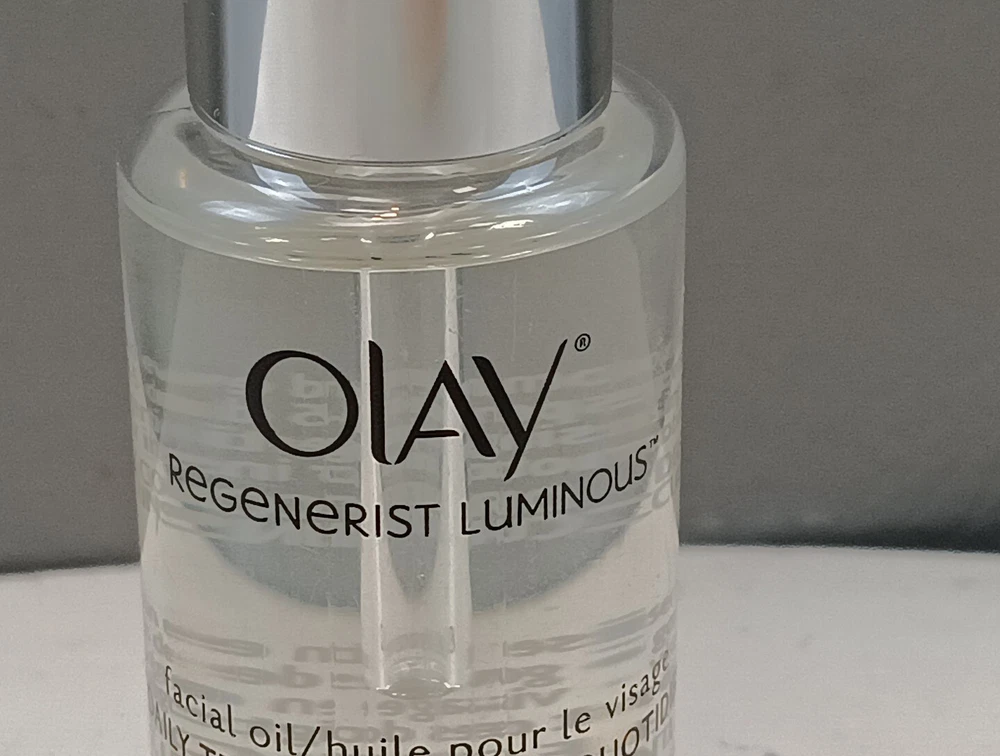 OLAY®
REGENERIST LUMINOUS™
facial oil/huile pour le visage